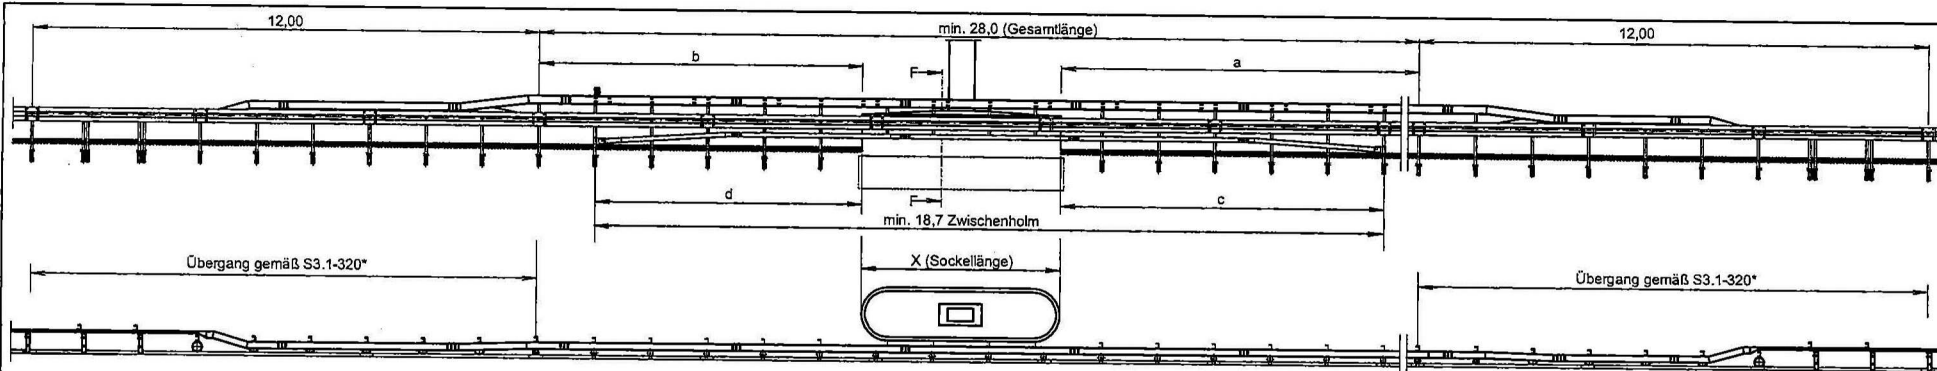 12,00
min. 28,0 (Gesamtlänge)
12,00
b
F
a
d
F
c
min. 18,7 Zwischenholm
Übergang gemäß S3.1-320*
X (Sockellänge)
Übergang gemäß S3.1-320*